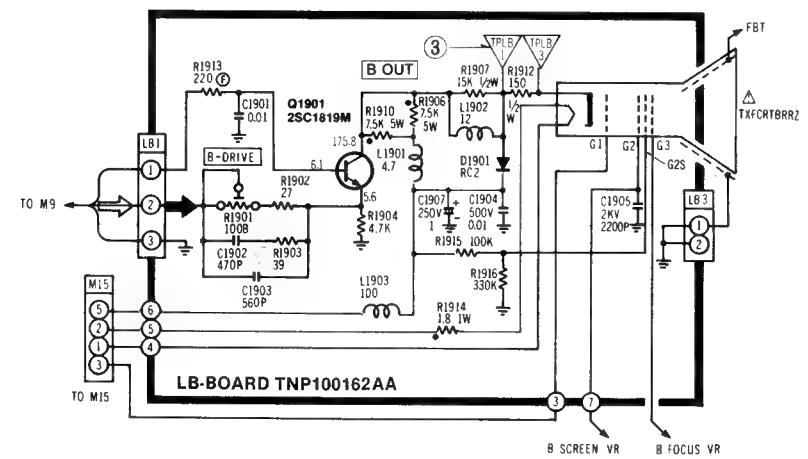 FBT
TPLB 1
TPLB 3
③
R1913
220 Ⓕ
C1901
0.01
B OUT
Q1901
2SC1819M
R1910
7.5K 5W
R1906
7.5K
5W
R1907
15K ½W
R1912
150
½
W
L1902
12
TXFCRTBRRZ
G1
G2
G3
G2S
175.8
6.1
5.6
L1901
4.7
D1901
RC2
LB1
1
2
3
TO M9
B-DRIVE
R1901
100B
R1902
27
C1902
470P
R1903
39
C1903
560P
R1904
4.7K
C1907
250V
1
+
-
C1904
500V
0.01
C1905
2KV
2200P
LB3
1
2
R1915 100K
R1916
330K
L1903
100
R1914
1.8 1W
M15
5
2
1
3
6
5
4
TO M15
LB-BOARD TNP100162AA
3
7
B SCREEN VR
B FOCUS VR